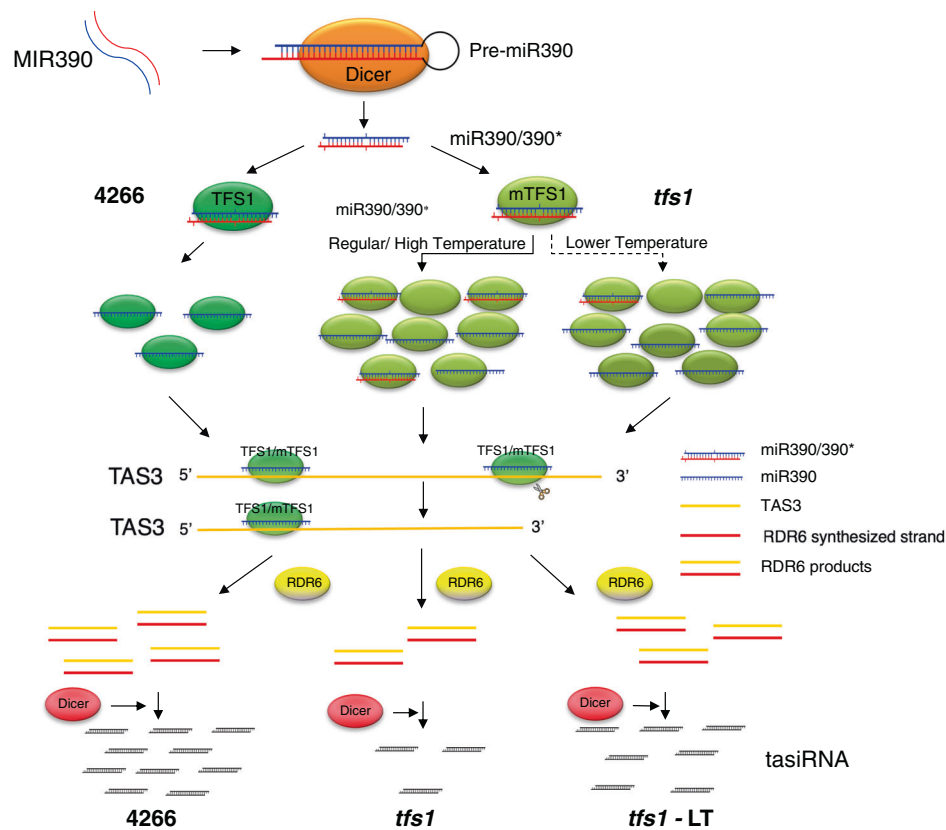 MIR390
Dicer
Pre-miR390
miR390/390*
4266
TFS1
mTFS1
tfs1
miR390/390*
Regular/ High Temperature
Lower Temperature
TFS1/mTFS1
TFS1/mTFS1
TAS3
5’
3’
TFS1/mTFS1
TAS3
5’
3’
miR390/390*
miR390
TAS3
RDR6 synthesized strand
RDR6 products
RDR6
RDR6
RDR6
Dicer
Dicer
Dicer
tasiRNA
4266
tfs1
tfs1 - LT